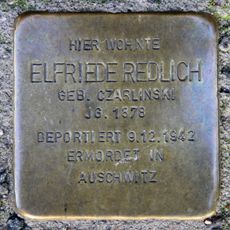 HIER WOHNTE
ELFRIEDE REDLICH
GEB. CZARLINSKI
JG. 1878
DEPORTIERT 9.12.1942
ERMORDET IN
AUSCHWITZ